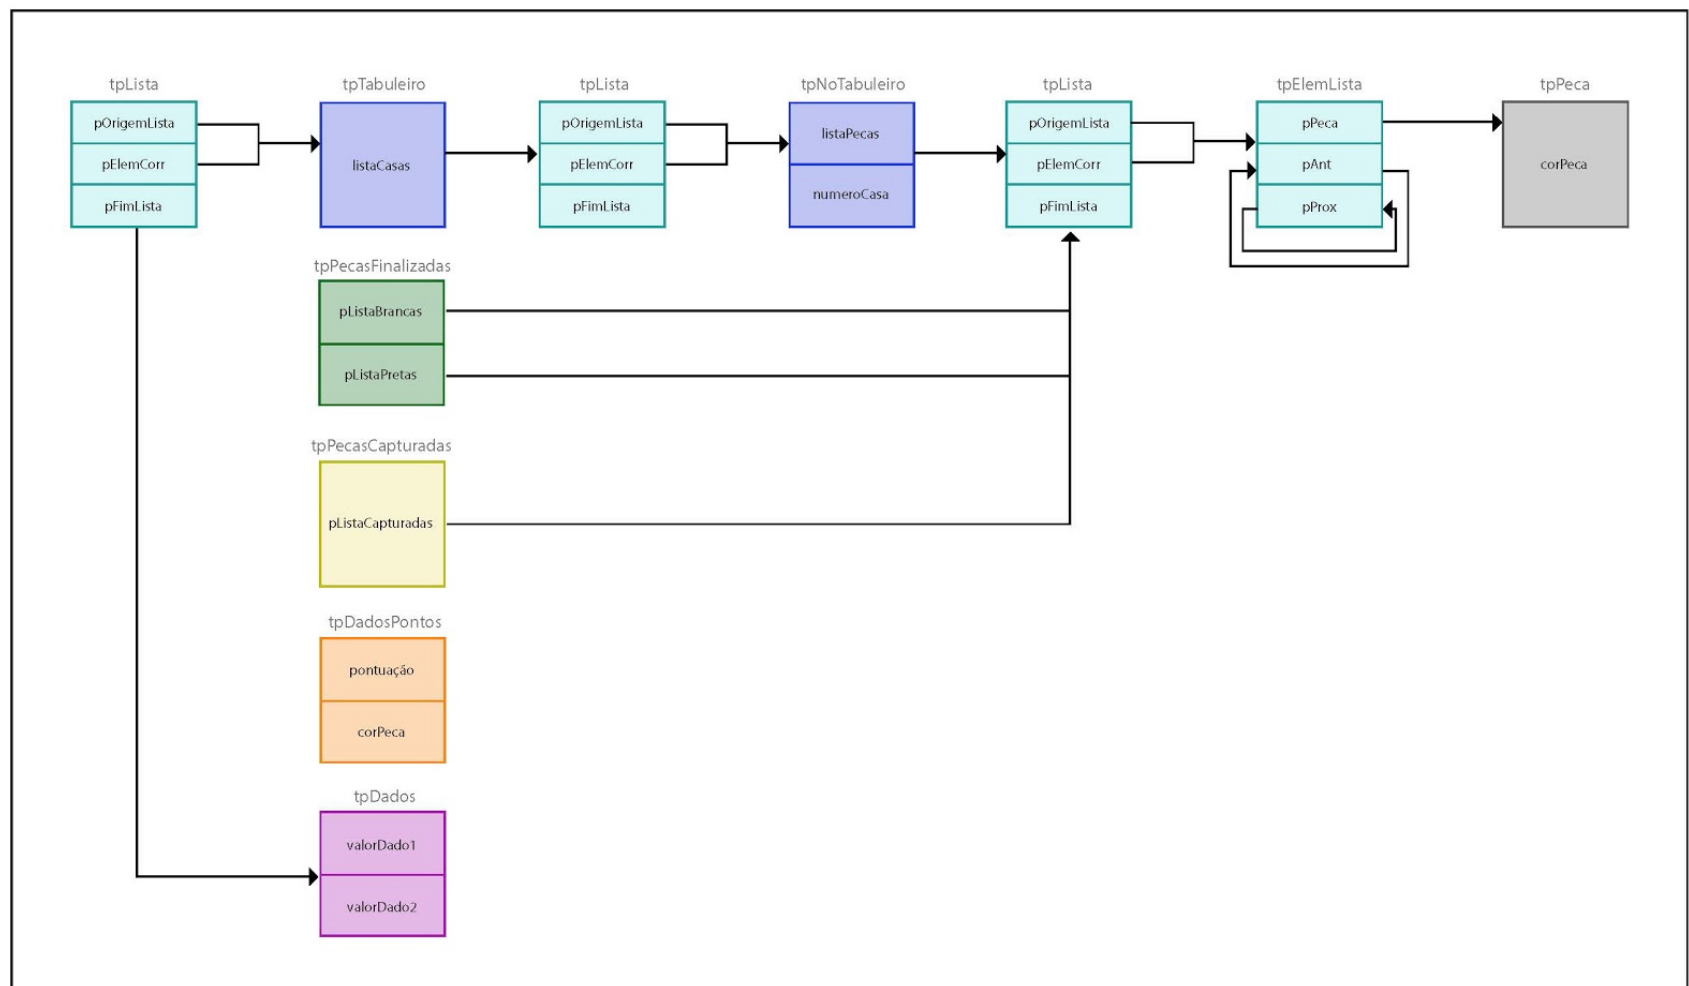 tpLista
pOrigemLista
pElemCorr
pFimLista
tpTabuleiro
listaCasas
tpLista
pOrigemLista
pElemCorr
pFimLista
tpNoTabuleiro
listaPecas
numeroCasa
tpLista
pOrigemLista
pElemCorr
pFimLista
tpElemLista
pPeca
pAnt
pProx
tpPeca
corPeca
tpPecasFinalizadas
pListaBrancas
pListaPretas
tpPecasCapturadas
pListaCapturadas
tpDadosPontos
pontuação
corPeca
tpDados
valorDado1
valorDado2